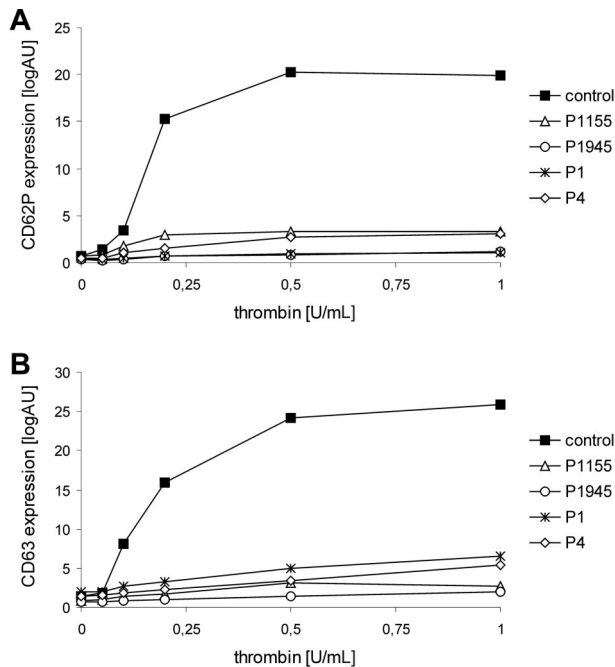 A
CD62P expression [logAU]
25
20
15
10
5
0
0
0,25
0,5
0,75
1
thrombin [U/mL]
control
P1155
P1945
P1
P4
B
CD63 expression [logAU]
30
25
20
15
10
5
0
0
0,25
0,5
0,75
1
thrombin [U/mL]
control
P1155
P1945
P1
P4